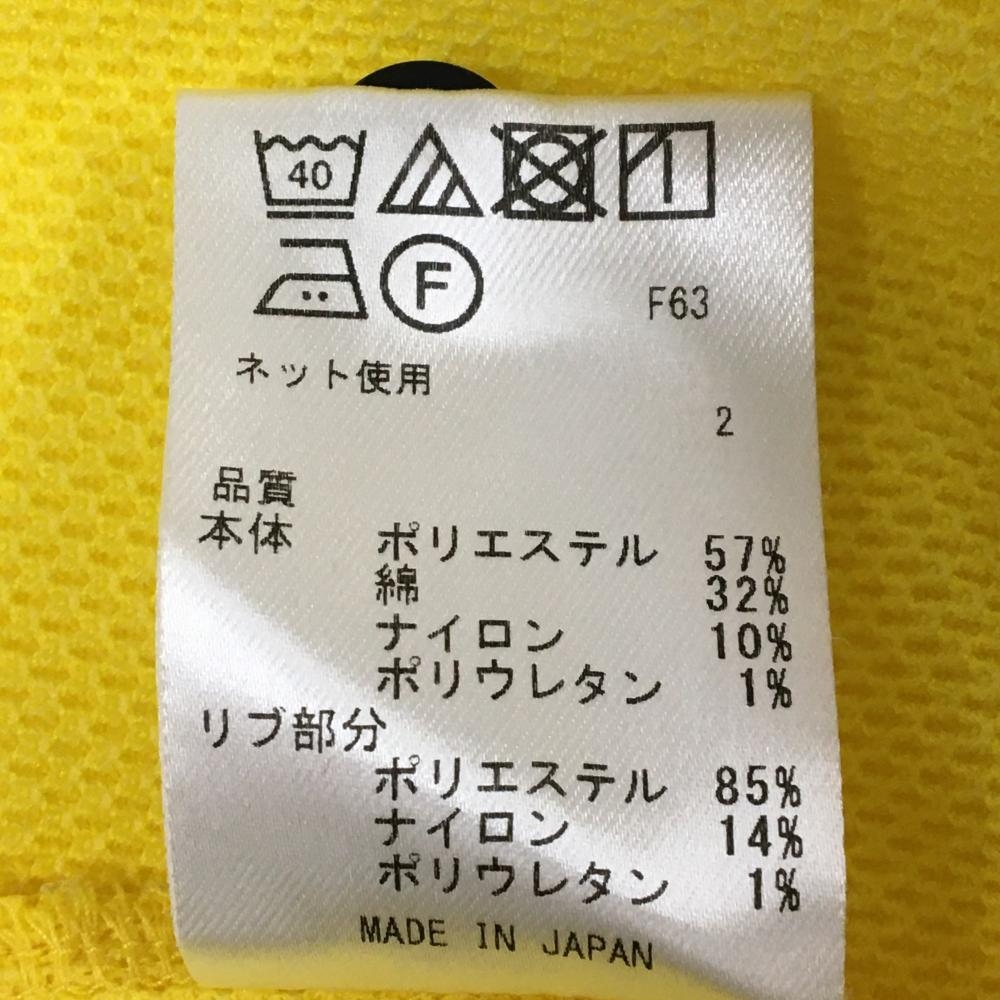 40
F
F63
ネット使用
2
品質
本体
ポリエステル 57%
綿 32%
ナイロン 10%
ポリウレタン 1%
リブ部分
ポリエステル 85%
ナイロン 14%
ポリウレタン 1%
MADE IN JAPAN